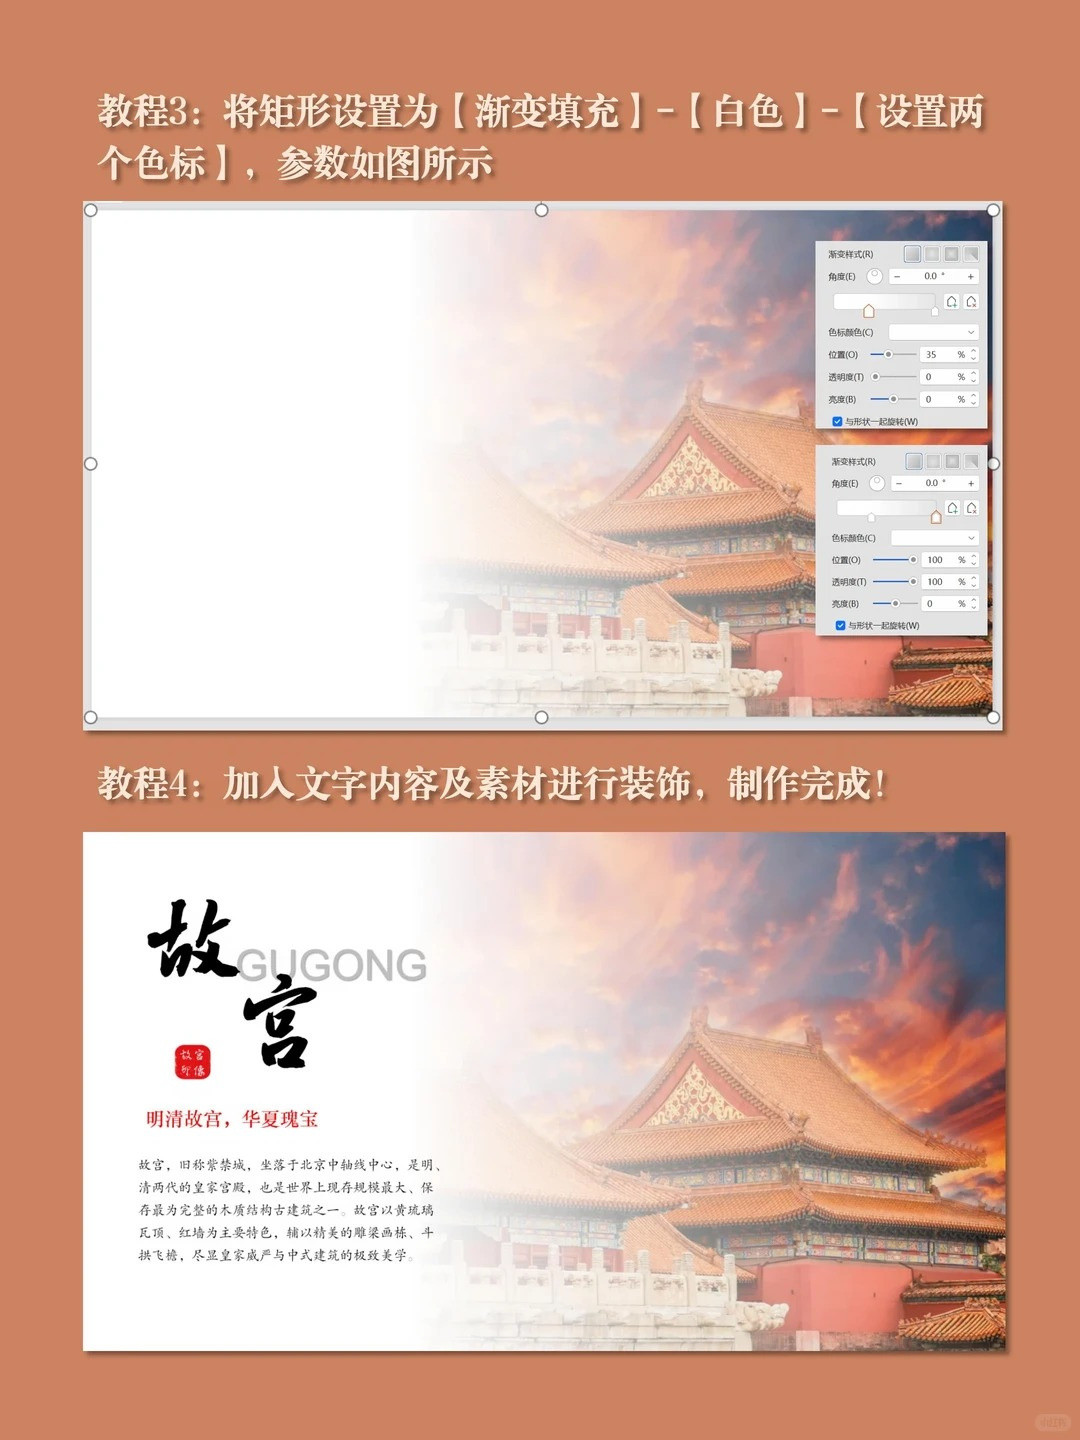 教程3：将矩形设置为【渐变填充】-【白色】-【设置两
个色标】，参数如图所示
渐变样式(R)
角度(E)
− 0.0 ° +
色标颜色(C)
位置(O) 35 %
透明度(T) 0 %
亮度(B) 0 %
与形状一起旋转(W)
渐变样式(R)
角度(E)
− 0.0 ° +
色标颜色(C)
位置(O) 100 %
透明度(T) 100 %
亮度(B) 0 %
与形状一起旋转(W)
教程4：加入文字内容及素材进行装饰，制作完成！
故
GUGONG
宫
故宫
印像
明清故宫，华夏瑰宝
故宫，旧称紫禁城，坐落于北京中轴线中心，是明、
清两代的皇家宫殿，也是世界上现存规模最大、保
存最为完整的木质结构古建筑之一。故宫以黄琉璃
瓦顶、红墙为主要特色，辅以精美的雕梁画栋、斗
拱飞檐，尽显皇家威严与中式建筑的极致美学。